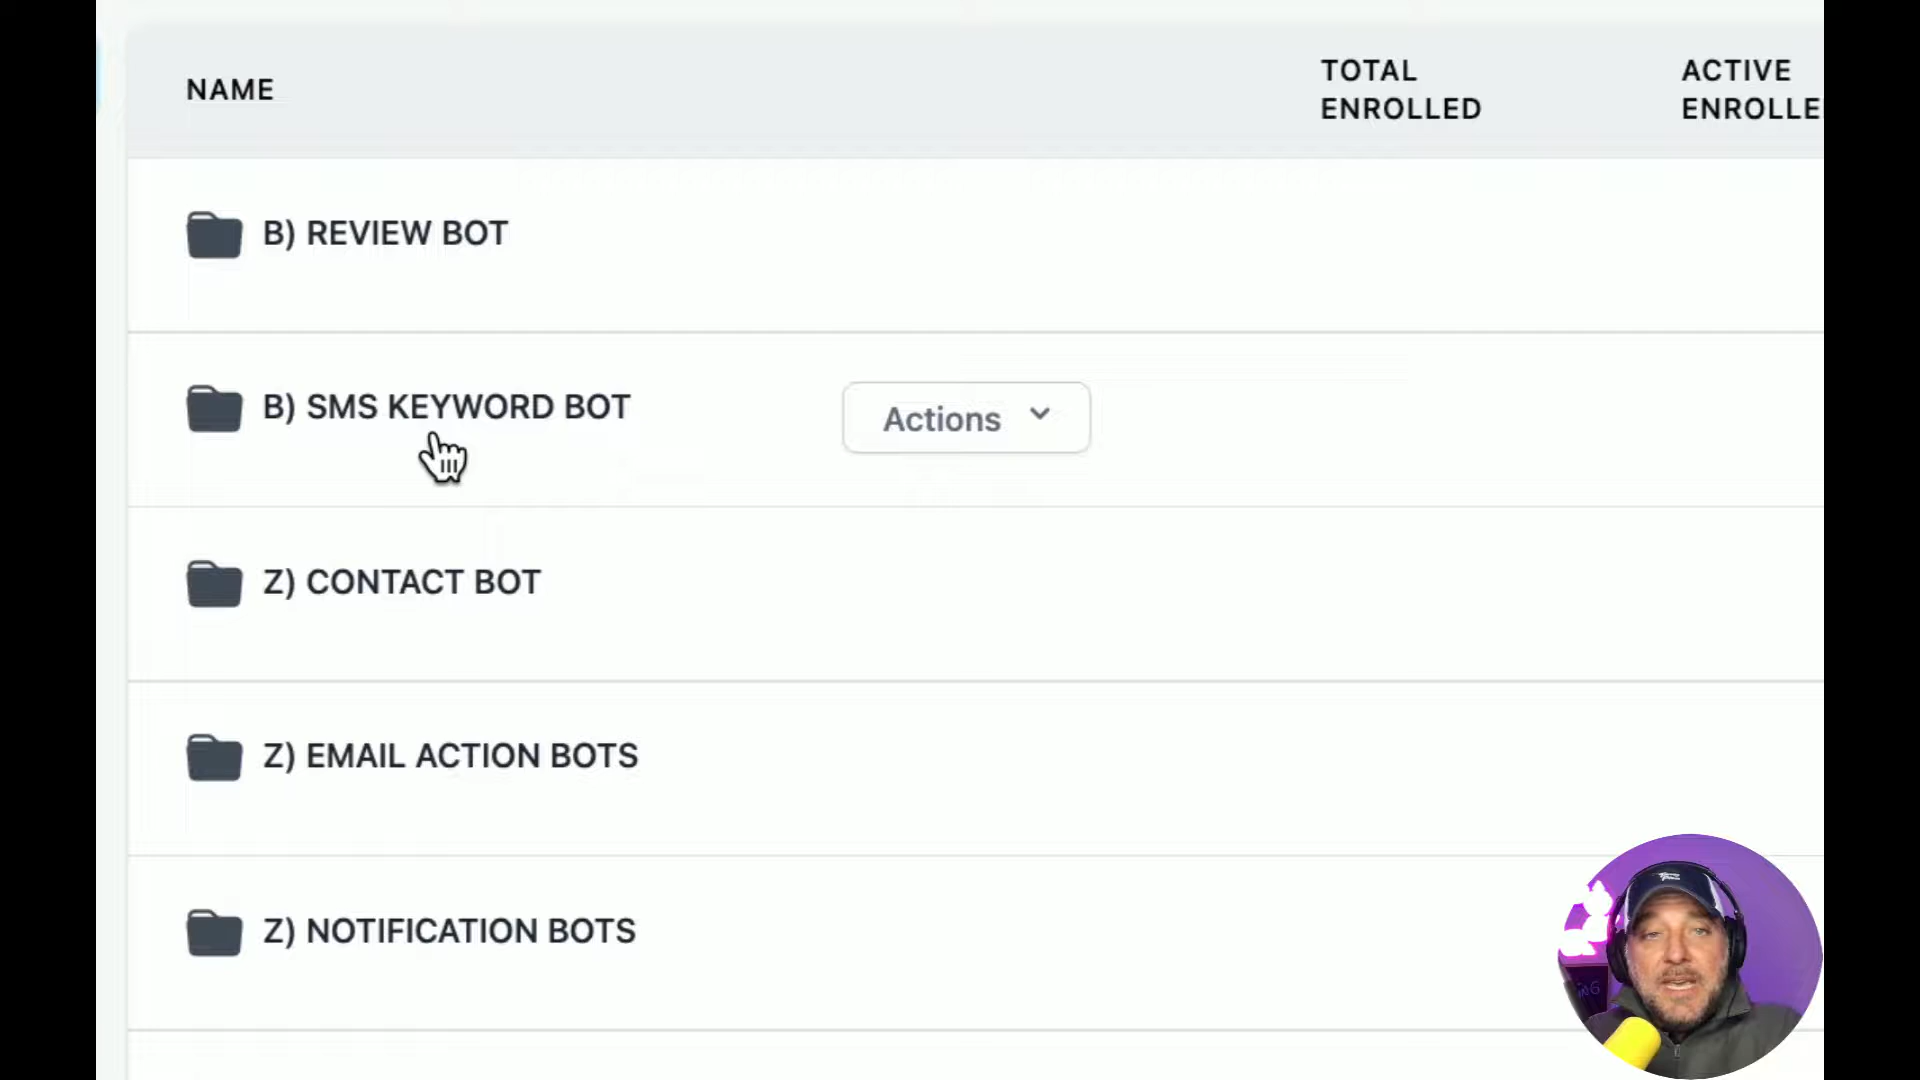 NAME
TOTAL
ENROLLED
ACTIVE
ENROLLE
B) REVIEW BOT
B) SMS KEYWORD BOT
Actions
Z) CONTACT BOT
Z) EMAIL ACTION BOTS
Z) NOTIFICATION BOTS